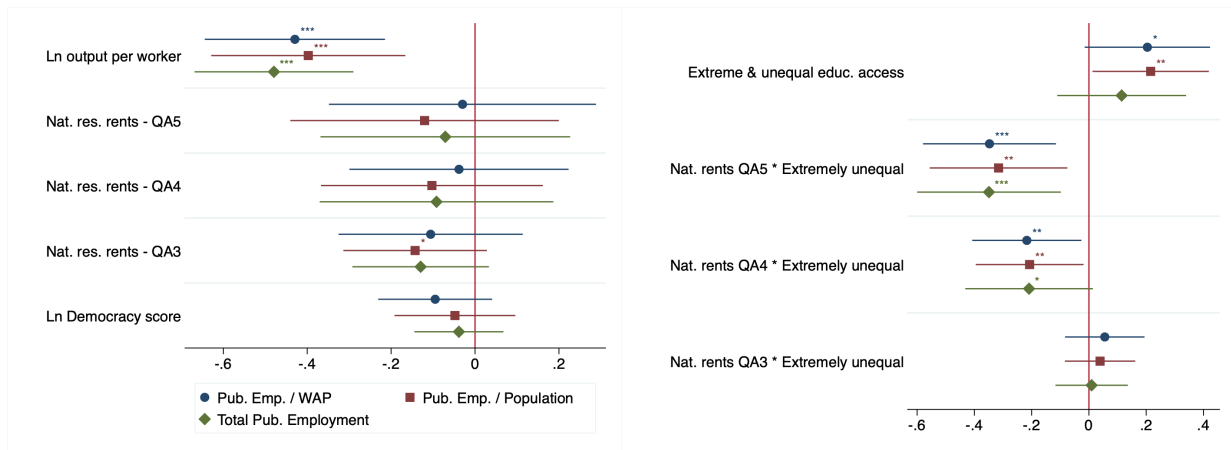 Ln output per worker
***
***
***
Nat. res. rents - QA5
Nat. res. rents - QA4
Nat. res. rents - QA3
*
Ln Democracy score
-.6 -.4 -.2 0 .2
Pub. Emp. / WAP Pub. Emp. / Population
Total Pub. Employment
Extreme & unequal educ. access
*
**
Nat. rents QA5 * Extremely unequal
***
**
***
Nat. rents QA4 * Extremely unequal
**
**
*
Nat. rents QA3 * Extremely unequal
-.6 -.4 -.2 0 .2 .4